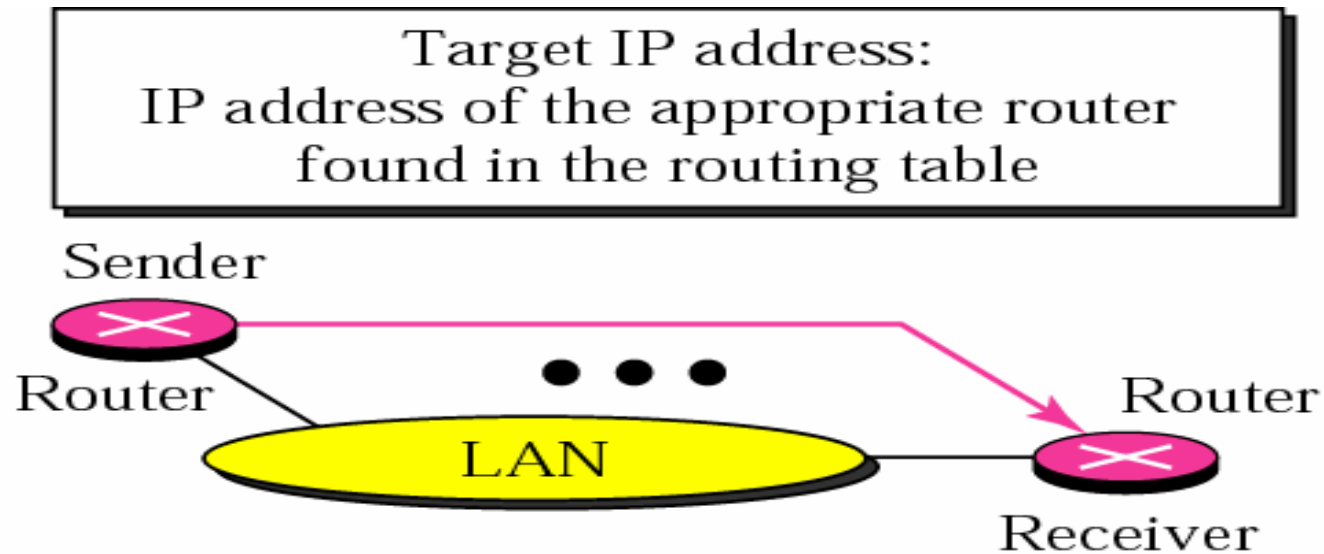 Target IP address:
IP address of the appropriate router
found in the routing table
Sender
Router
LAN
Router
Receiver